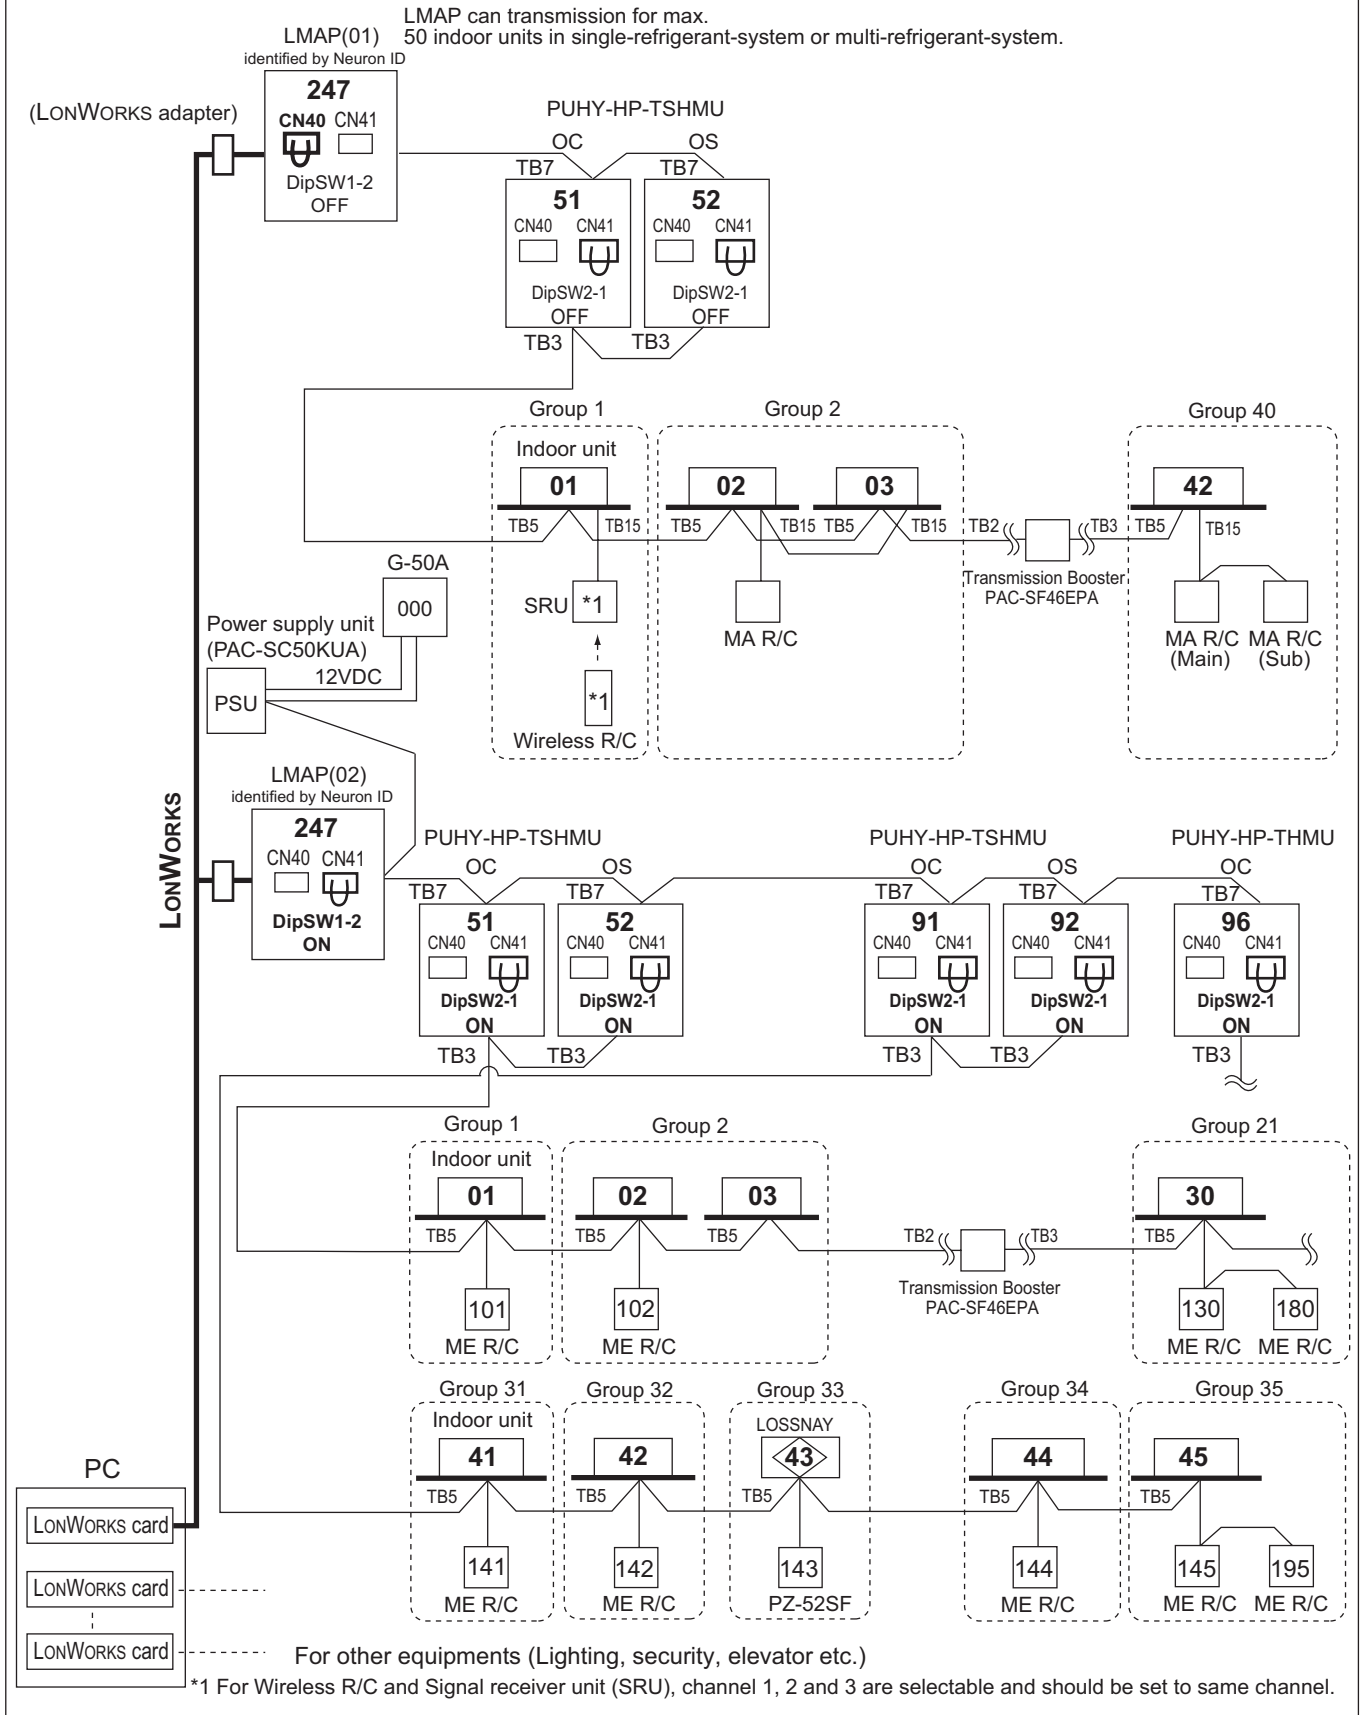 LMAP can transmission for max.
50 indoor units in single-refrigerant-system or multi-refrigerant-system.
LMAP(01)
identified by Neuron ID
(LONWORKS adapter)
247
CN40 CN41
DipSW1-2
OFF
PUHY-HP-TSHMU
OC OS
TB7 TB7
51 52
CN40 CN41 CN40 CN41
DipSW2-1 DipSW2-1
OFF OFF
TB3 TB3
Group 1 Group 2 Group 40
Indoor unit
01 02 03 42
TB5 TB15 TB5 TB15 TB5 TB15 TB2 TB3 TB5 TB15
Transmission Booster
PAC-SF46EPA
G-50A
000
SRU *1
MA R/C
MA R/C MA R/C
(Main) (Sub)
Power supply unit
(PAC-SC50KUA)
12VDC
PSU
*1
Wireless R/C
LONWORKS
LMAP(02)
identified by Neuron ID
247
CN40 CN41
DipSW1-2
ON
PUHY-HP-TSHMU PUHY-HP-TSHMU PUHY-HP-THMU
OC OS OC OS OC
TB7 TB7 TB7 TB7 TB7
51 52 91 92 96
CN40 CN41 CN40 CN41 CN40 CN41 CN40 CN41 CN40 CN41
DipSW2-1 DipSW2-1 DipSW2-1 DipSW2-1 DipSW2-1
ON ON ON ON ON
TB3 TB3 TB3 TB3 TB3
Group 1 Group 2 Group 21
Indoor unit
01 02 03 30
TB5 TB5 TB5 TB2 TB3 TB5
Transmission Booster
PAC-SF46EPA
101 102 130 180
ME R/C ME R/C ME R/C ME R/C
Group 31 Group 32 Group 33 Group 34 Group 35
Indoor unit LOSSNAY
41 42 43 44 45
TB5 TB5 TB5 TB5 TB5
141 142 143 144 145 195
ME R/C ME R/C PZ-52SF ME R/C ME R/C ME R/C
PC
LONWORKS card
LONWORKS card
LONWORKS card
For other equipments (Lighting, security, elevator etc.)
*1 For Wireless R/C and Signal receiver unit (SRU), channel 1, 2 and 3 are selectable and should be set to same channel.